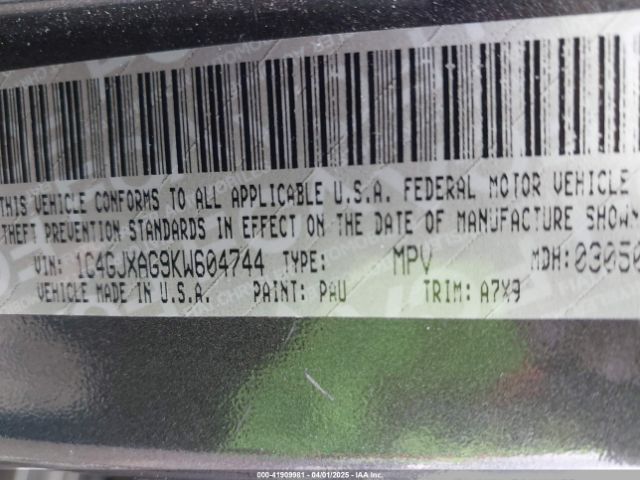 THIS VEHICLE CONFORMS TO ALL APPLICABLE U.S.A. FEDERAL MOTOR VEHICLE
THEFT PREVENTION STANDARDS IN EFFECT ON THE DATE OF MANUFACTURE SHOWN
VIN: 1C4GJXAG9KW604744 TYPE: MPV MDH:03050
VEHICLE MADE IN U.S.A. PAINT: PAU TRIM: A7X9
000-41909981 04/01/2025 IAA Inc.